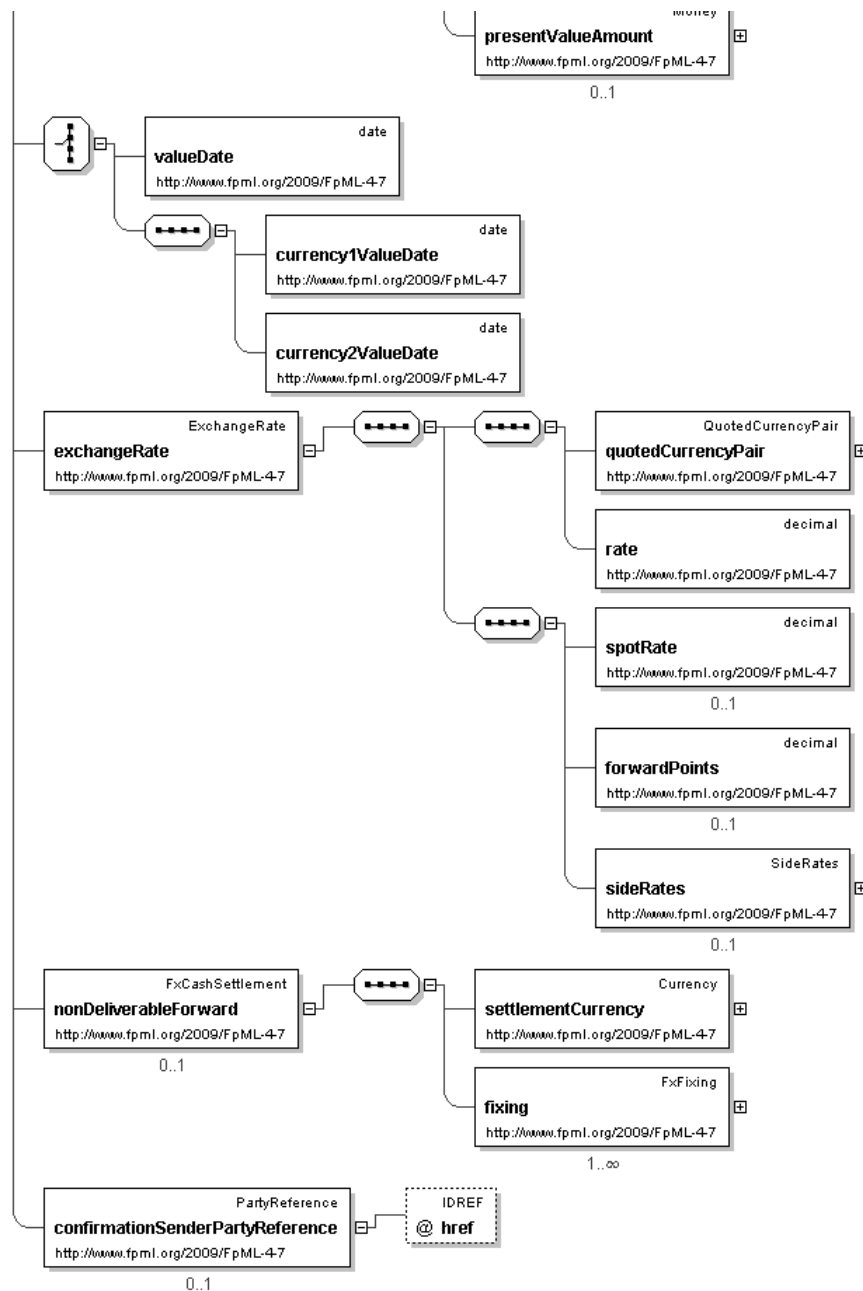 Money
presentValueAmount
http://www.fpml.org/2009/FpML-4-7
0..1
date
valueDate
http://www.fpml.org/2009/FpML-4-7
date
currency1ValueDate
http://www.fpml.org/2009/FpML-4-7
date
currency2ValueDate
http://www.fpml.org/2009/FpML-4-7
ExchangeRate
exchangeRate
http://www.fpml.org/2009/FpML-4-7
QuotedCurrencyPair
quotedCurrencyPair
http://www.fpml.org/2009/FpML-4-7
decimal
rate
http://www.fpml.org/2009/FpML-4-7
decimal
spotRate
http://www.fpml.org/2009/FpML-4-7
0..1
decimal
forwardPoints
http://www.fpml.org/2009/FpML-4-7
0..1
SideRates
sideRates
http://www.fpml.org/2009/FpML-4-7
0..1
FxCashSettlement
nonDeliverableForward
http://www.fpml.org/2009/FpML-4-7
0..1
Currency
settlementCurrency
http://www.fpml.org/2009/FpML-4-7
FxFixing
fixing
http://www.fpml.org/2009/FpML-4-7
1..∞
PartyReference
confirmationSenderPartyReference
http://www.fpml.org/2009/FpML-4-7
0..1
IDREF
@ href